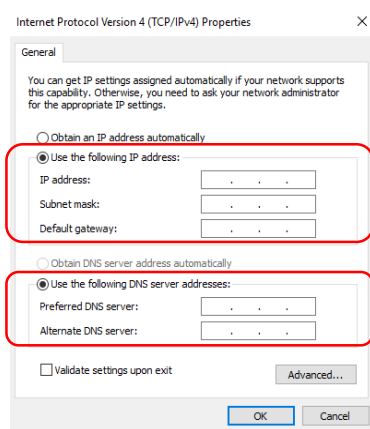 Internet Protocol Version 4 (TCP/IPv4) Properties
General
You can get IP settings assigned automatically if your network supports
this capability. Otherwise, you need to ask your network administrator
for the appropriate IP settings.
Obtain an IP address automatically
Use the following IP address:
IP address:
Subnet mask:
Default gateway:
Obtain DNS server address automatically
Use the following DNS server addresses:
Preferred DNS server:
Alternate DNS server:
Validate settings upon exit
Advanced...
OK Cancel